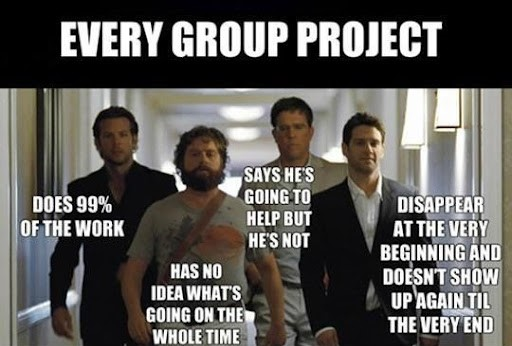 EVERY GROUP PROJECT
DOES 99%
OF THE WORK
HAS NO
IDEA WHAT'S
GOING ON THE
WHOLE TIME
SAYS HE'S
GOING TO
HELP BUT
HE'S NOT
DISAPPEAR
AT THE VERY
BEGINNING AND
DOESN'T SHOW
UP AGAIN TIL
THE VERY END